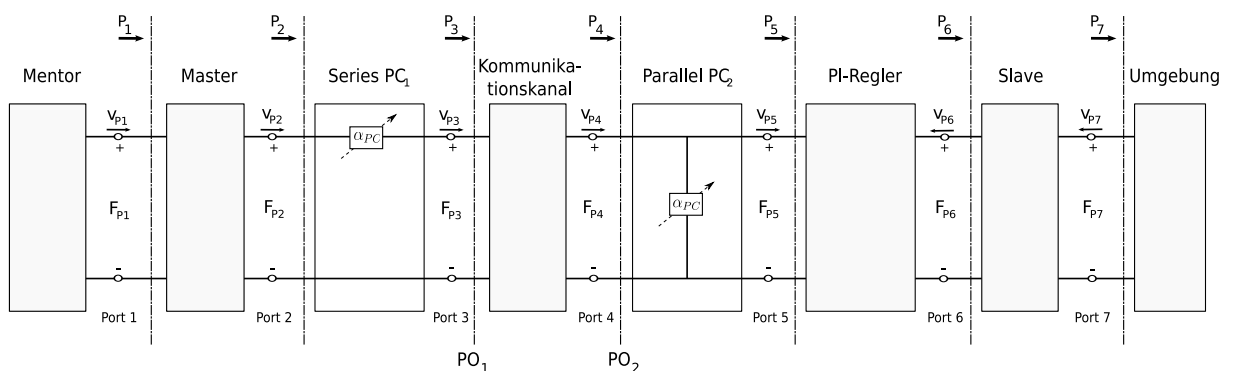 P1 P2 P3 P4 P5 P6 P7
Mentor Master Series PC1 Kommunika-
tionskanal Parallel PC2 PI-Regler Slave Umgebung
vP1 vP2 vP3 vP4 vP5 vP6 vP7
αPC
+ + + + + + +
αPC
FP1 FP2 FP3 FP4 FP5 FP6 FP7
- - - - - - -
Port 1 Port 2 Port 3 Port 4 Port 5 Port 6 Port 7
PO1 PO2